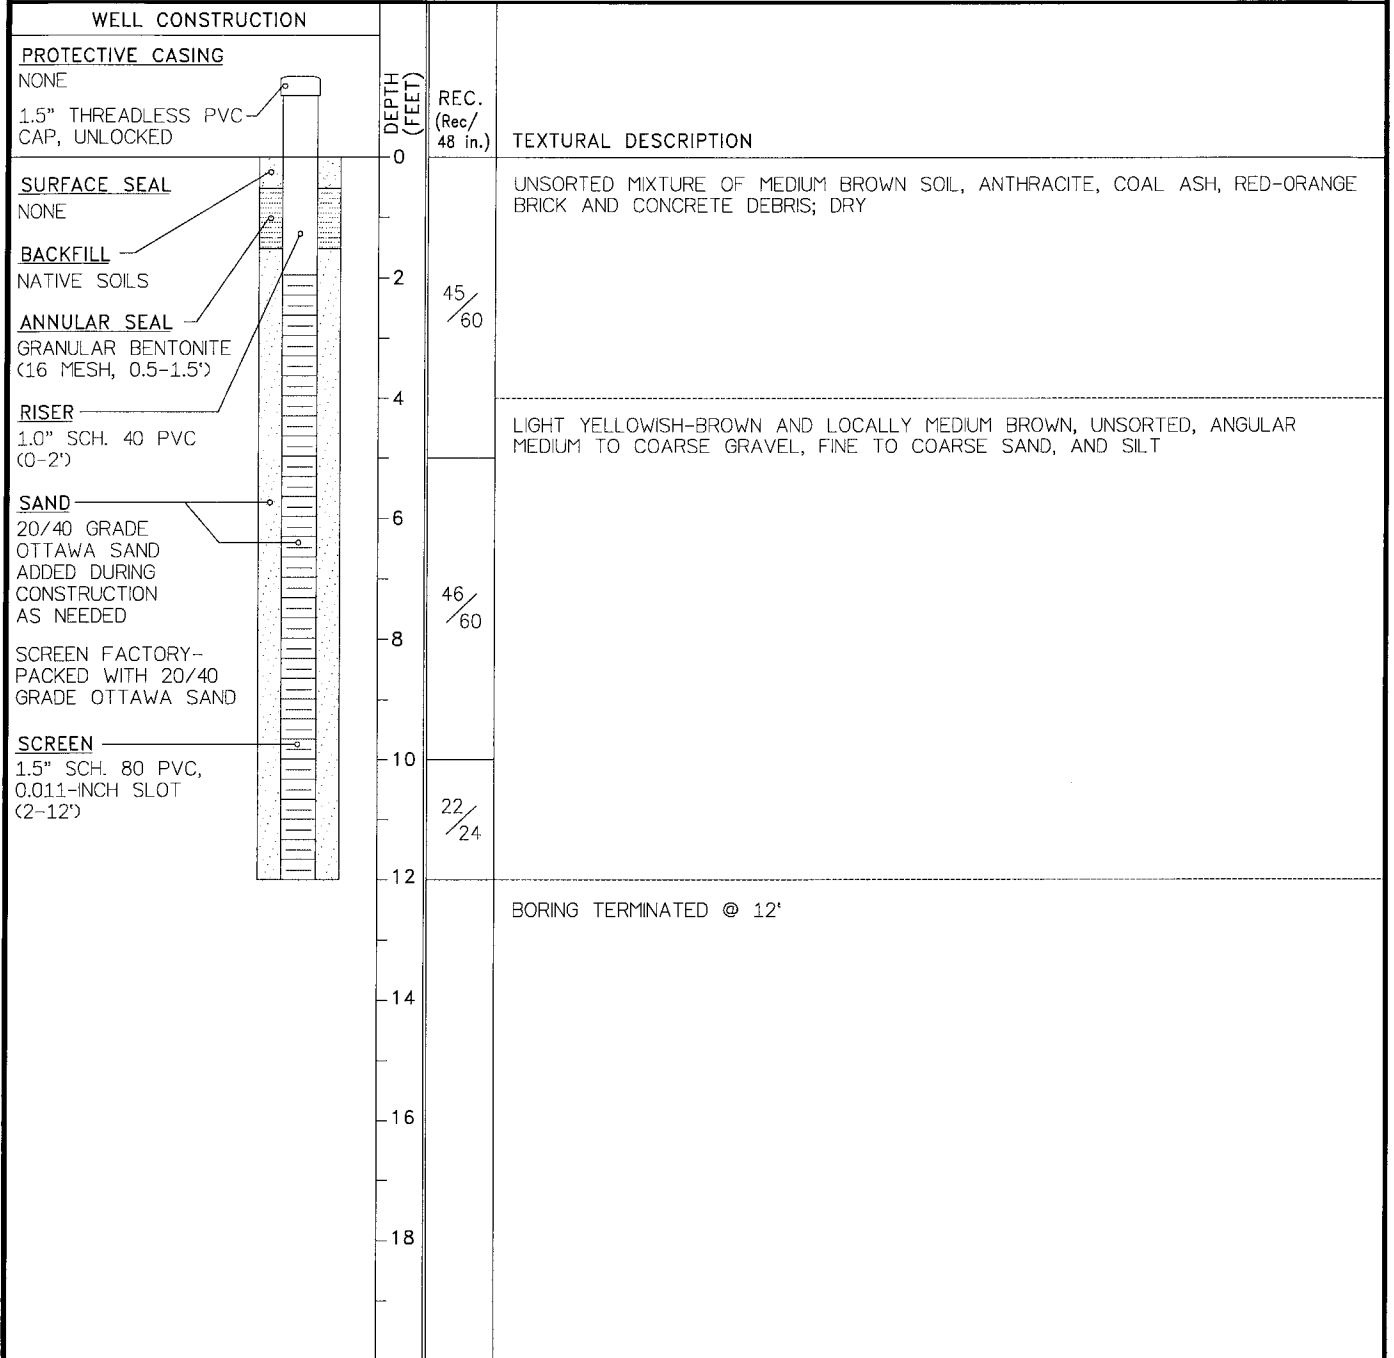 WELL CONSTRUCTION
PROTECTIVE CASING
NONE
1.5" THREADLESS PVC
CAP, UNLOCKED
SURFACE SEAL
NONE
BACKFILL
NATIVE SOILS
ANNULAR SEAL
GRANULAR BENTONITE
(16 MESH, 0.5-1.5')
RISER
1.0" SCH. 40 PVC
(0-2')
SAND
20/40 GRADE
OTTAWA SAND
ADDED DURING
CONSTRUCTION
AS NEEDED
SCREEN FACTORY-
PACKED WITH 20/40
GRADE OTTAWA SAND
SCREEN
1.5" SCH. 80 PVC,
0.011-INCH SLOT
(2-12')
DEPTH
(FEET)
0
2
4
6
8
10
12
14
16
18
REC.
(Rec/
48 in.)
45/60
46/60
22/24
TEXTURAL DESCRIPTION
UNSORTED MIXTURE OF MEDIUM BROWN SOIL, ANTHRACITE, COAL ASH, RED-ORANGE
BRICK AND CONCRETE DEBRIS; DRY
LIGHT YELLOWISH-BROWN AND LOCALLY MEDIUM BROWN, UNSORTED, ANGULAR
MEDIUM TO COARSE GRAVEL, FINE TO COARSE SAND, AND SILT
BORING TERMINATED @ 12'